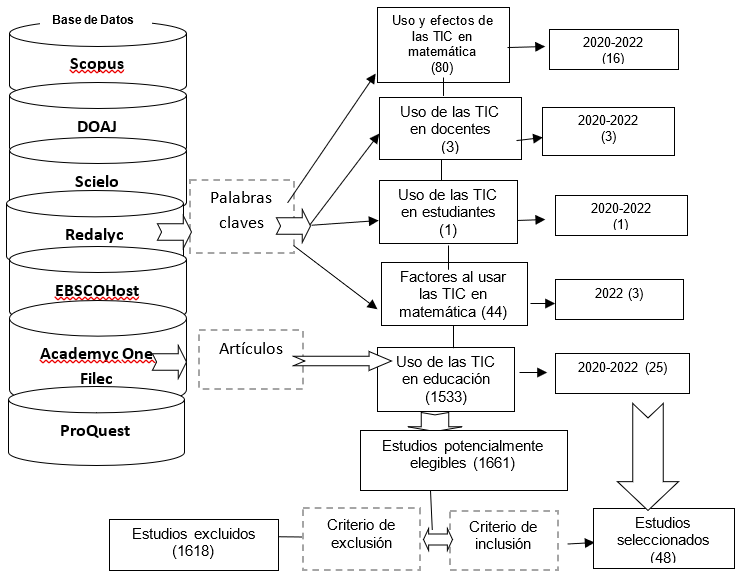 Base de Datos
Scopus
DOAJ
Scielo
Redalyc
EBSCOHost
Academyc One
Filec
ProQuest
Palabras
claves
Artículos
Uso y efectos de
las TIC en
matemática
(80)
2020-2022
(16)
Uso de las TIC
en docentes
(3)
2020-2022
(3)
Uso de las TIC
en estudiantes
(1)
2020-2022
(1)
Factores al usar
las TIC en
matemática (44)
2022 (3)
Uso de las TIC
en educación
(1533)
2020-2022 (25)
Estudios potencialmente
elegibles (1661)
Estudios excluidos
(1618)
Criterio de
exclusión
Criterio de
inclusión
Estudios
seleccionados
(48)